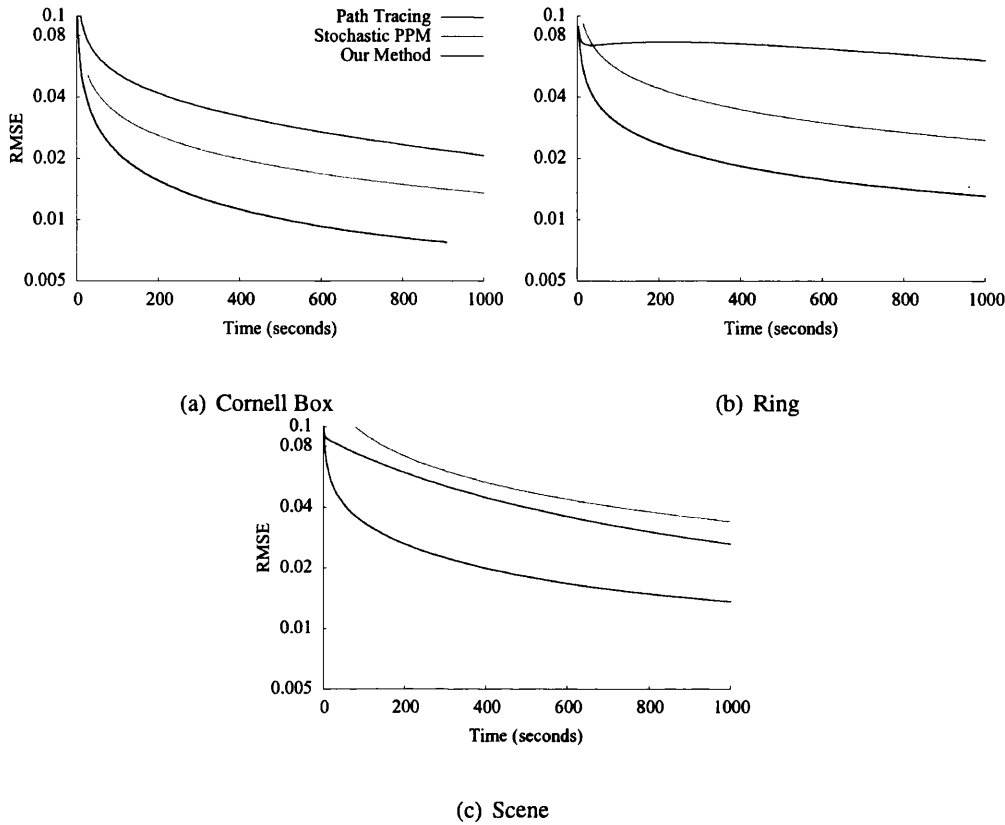 Path Tracing
Stochastic PPM
Our Method
RMSE
0.1
0.08
0.04
0.02
0.01
0.005
0 200 400 600 800 1000
Time (seconds)
(a) Cornell Box
0.1
0.08
0.04
0.02
0.01
0.005
0 200 400 600 800 1000
Time (seconds)
(b) Ring
RMSE
0.1
0.08
0.04
0.02
0.01
0.005
0 200 400 600 800 1000
Time (seconds)
(c) Scene